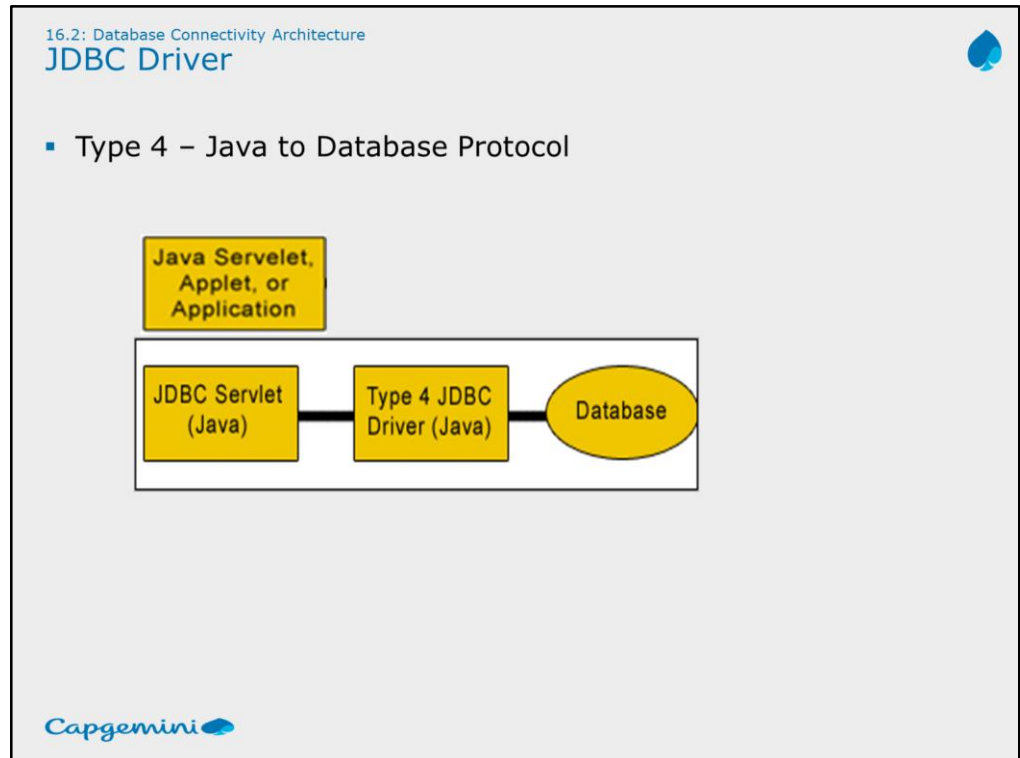 16.2: Database Connectivity Architecture
JDBC Driver
▪ Type 4 – Java to Database Protocol
Java Servelet,
Applet, or
Application
JDBC Servlet
(Java)
Type 4 JDBC
Driver (Java)
Database
Capgemini